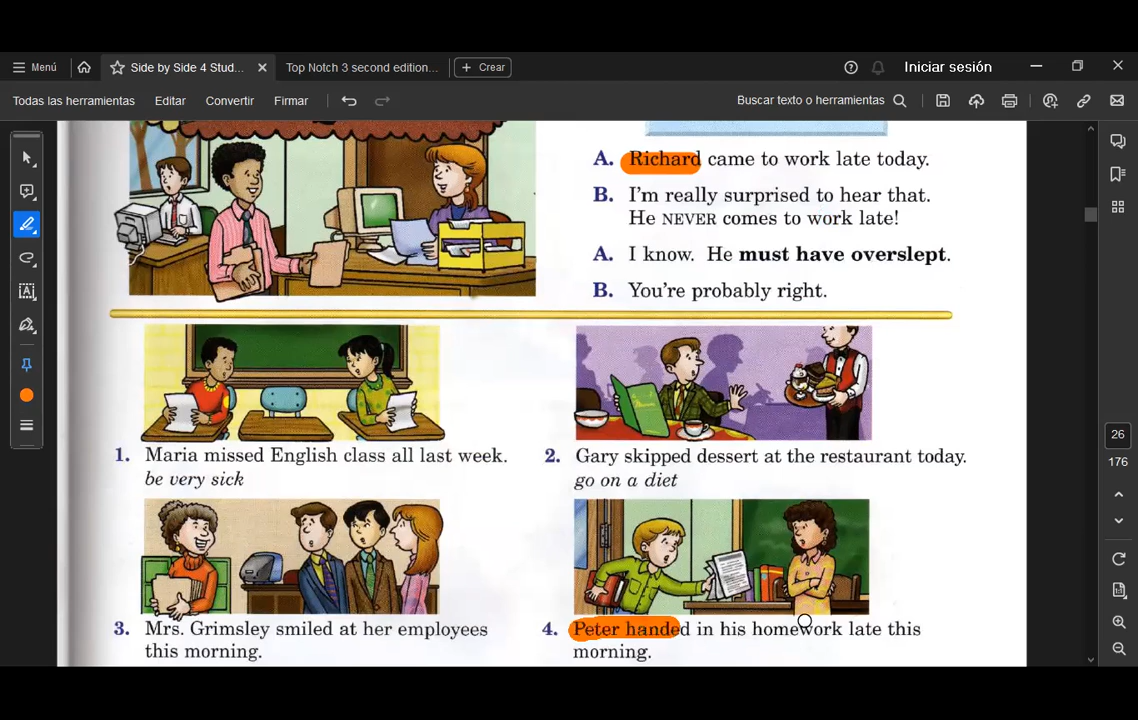 Menú
Side by Side 4 Stud...
Top Notch 3 second edition...
+ Crear
Iniciar sesión
Todas las herramientas
Editar
Convertir
Firmar
Buscar texto o herramientas
A. Richard came to work late today.
B. I'm really surprised to hear that.
He NEVER comes to work late!
A. I know. He must have overslept.
B. You're probably right.
1. Maria missed English class all last week.
be very sick
2. Gary skipped dessert at the restaurant today.
go on a diet
3. Mrs. Grimsley smiled at her employees
this morning.
4. Peter handed in his homework late this
morning.
26
176